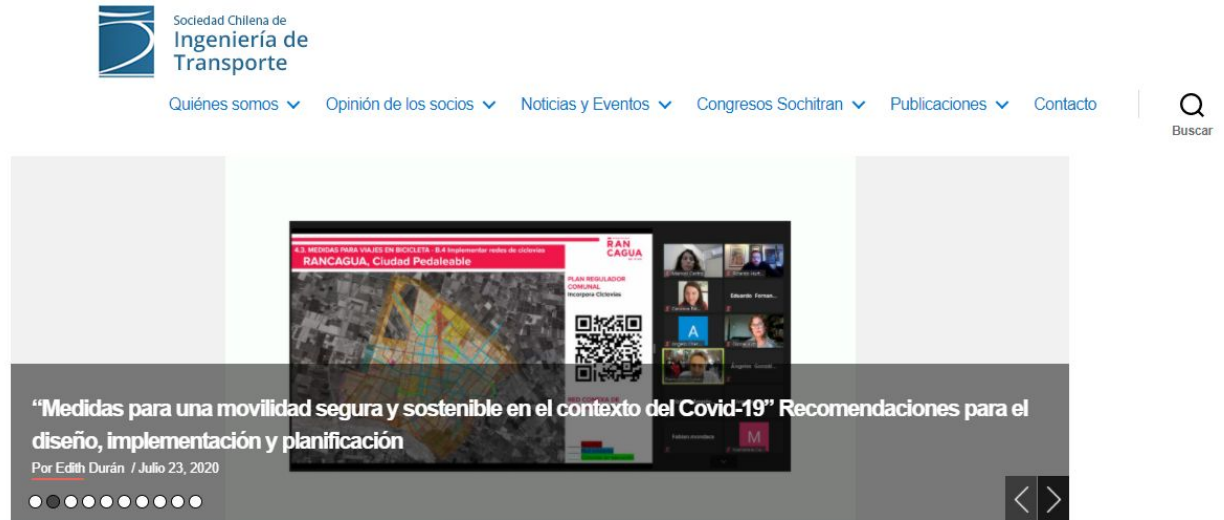 Sociedad Chilena de
Ingeniería de
Transporte
Quiénes somos
Opinión de los socios
Noticias y Eventos
Congresos Sochitran
Publicaciones
Contacto
Buscar
4.3. MEDIDAS PARA VIAJES EN BICICLETA - B.4 Implementar redes de ciclovías
RANCAGUA, Ciudad Pedaleable
RAN
CAGUA
PLAN REGULADOR
COMUNAL
Incorpora Ciclovías
Eduardo Fernan...
A
M
“Medidas para una movilidad segura y sostenible en el contexto del Covid-19” Recomendaciones para el
diseño, implementación y planificación
Por Edith Durán / Julio 23, 2020